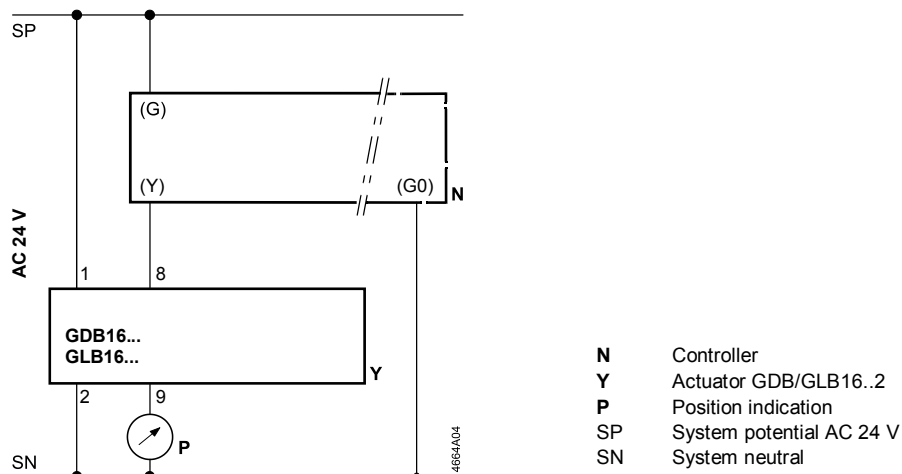 SP
(G)
(Y)
(G0)
N
AC 24 V
1
8
GDB16...
GLB16...
Y
2
9
P
SN
4664A04
N Controller
Y Actuator GDB/GLB16..2
P Position indication
SP System potential AC 24 V
SN System neutral